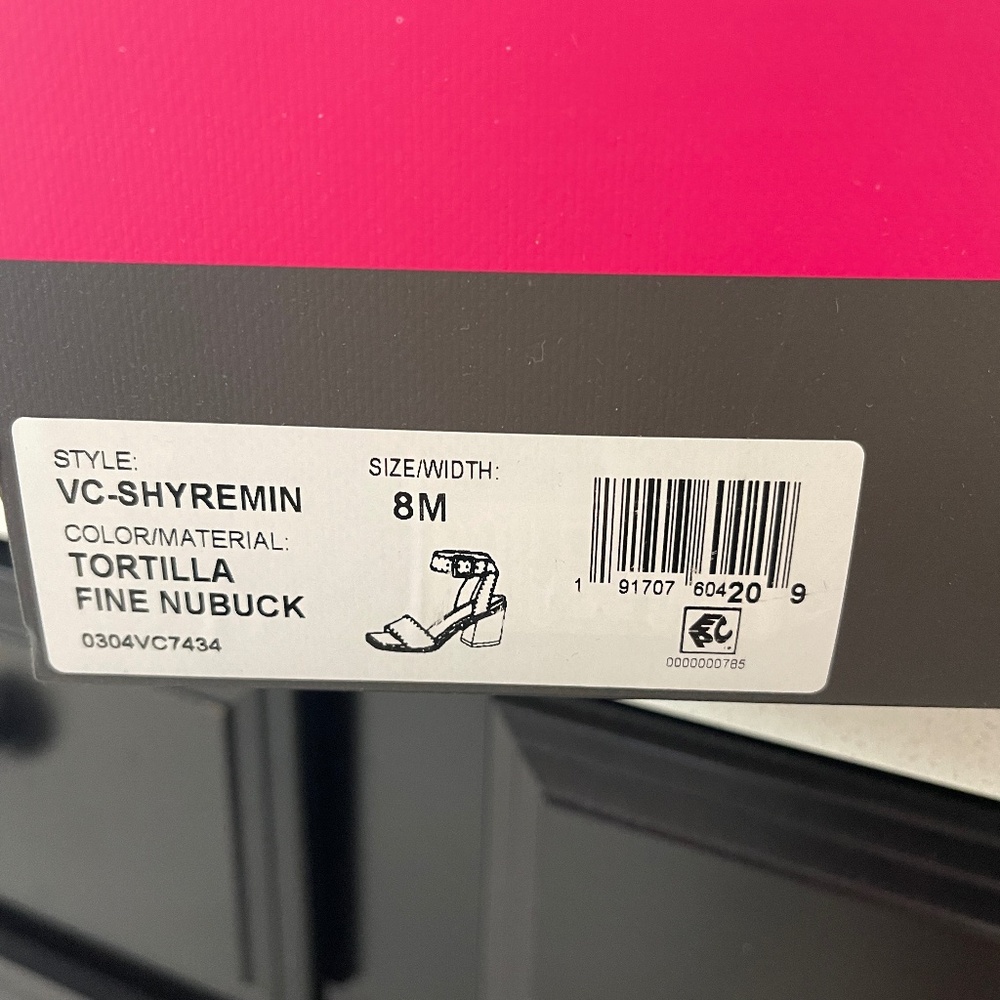 STYLE:
VC-SHYREMIN
COLOR/MATERIAL:
TORTILLA
FINE NUBUCK
0304VC7434
SIZE/WIDTH:
8M
1 91707 60420 9
0000000785